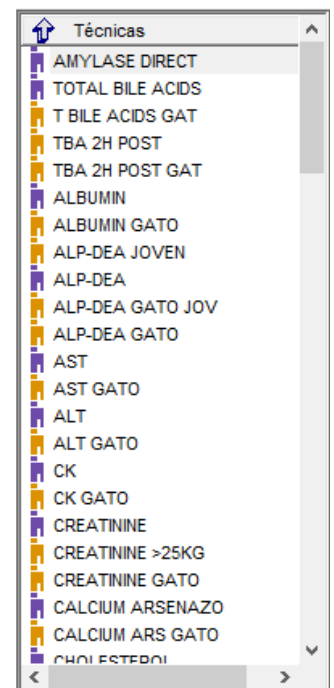 Técnicas
AMYLASE DIRECT
TOTAL BILE ACIDS
T BILE ACIDS GAT
TBA 2H POST
TBA 2H POST GAT
ALBUMIN
ALBUMIN GATO
ALP-DEA JOVEN
ALP-DEA
ALP-DEA GATO JOV
ALP-DEA GATO
AST
AST GATO
ALT
ALT GATO
CK
CK GATO
CREATININE
CREATININE >25KG
CREATININE GATO
CALCIUM ARSENAZO
CALCIUM ARS GATO
CHOLESTEROL